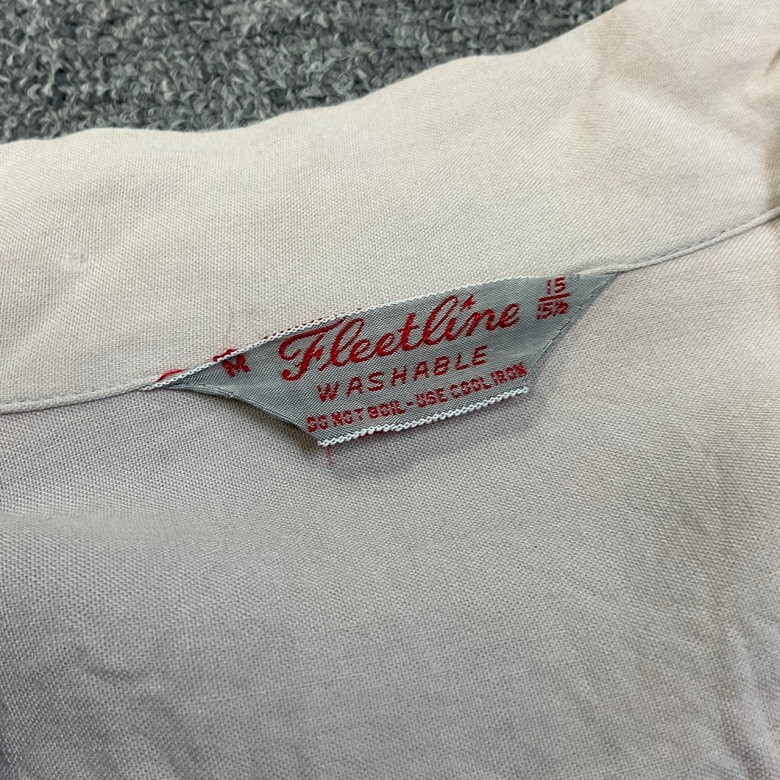 M Fleetline 15/15½
WASHABLE
DO NOT BOIL-USE COOL IRON